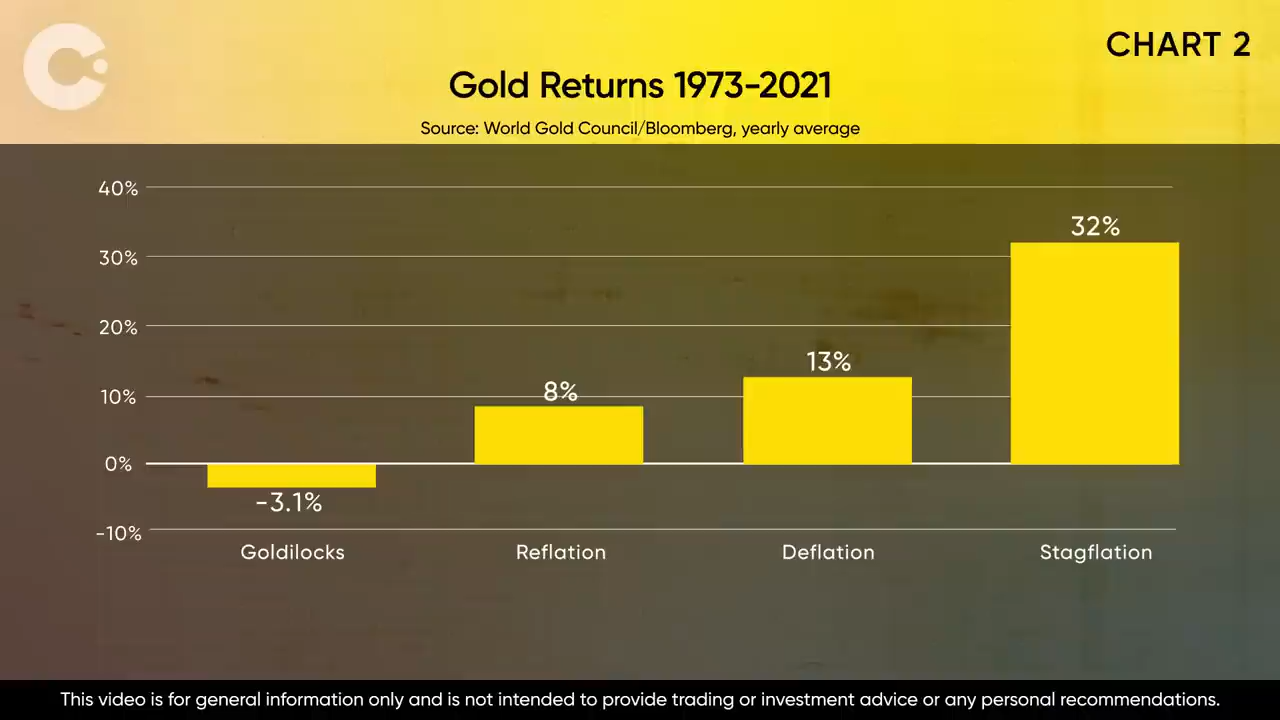 CHART 2
Gold Returns 1973-2021
Source: World Gold Council/Bloomberg, yearly average
40%
30%
20%
10%
0%
-10%
-3.1%
8%
13%
32%
Goldilocks
Reflation
Deflation
Stagflation
This video is for general information only and is not intended to provide trading or investment advice or any personal recommendations.